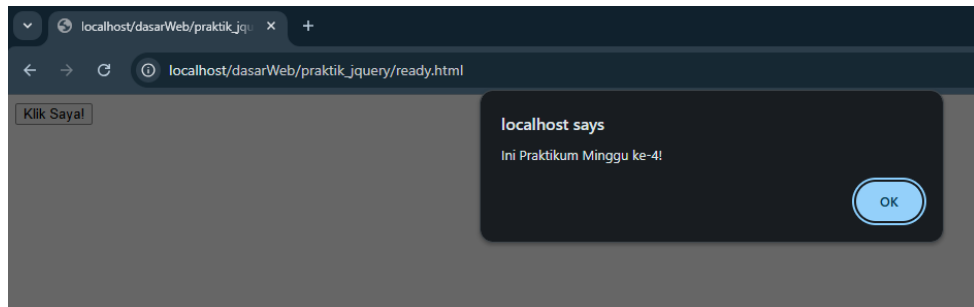 localhost/dasarWeb/praktik_jqu
localhost/dasarWeb/praktik_jquery/ready.html
Klik Saya!
localhost says
Ini Praktikum Minggu ke-4!
OK